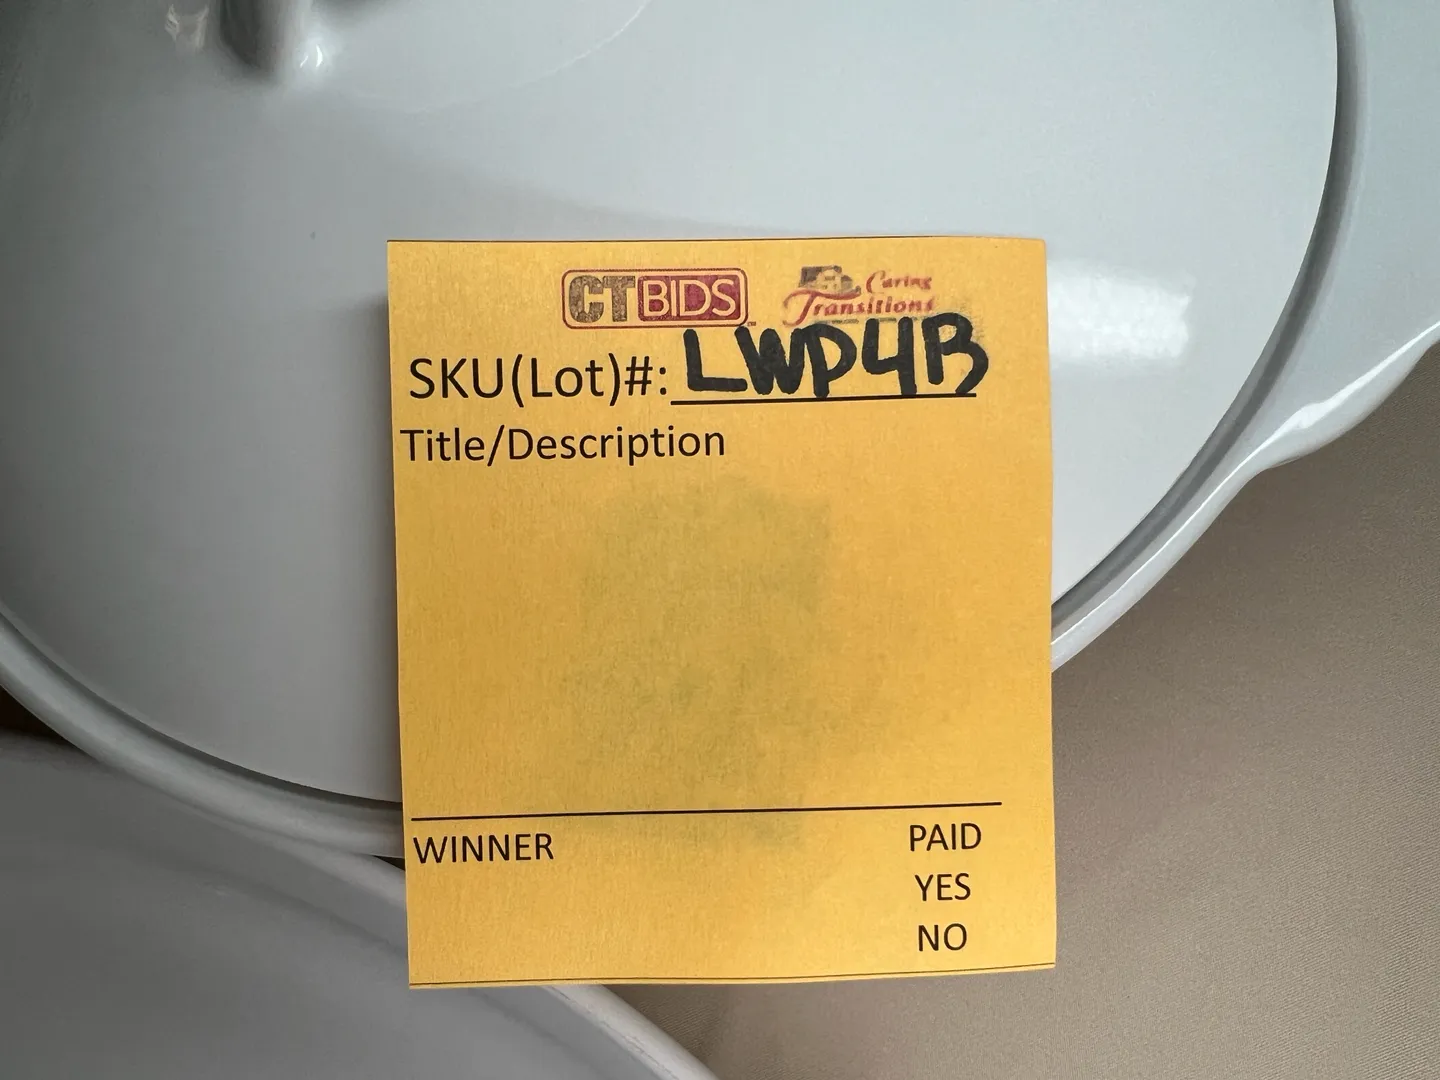 CTBIDS
Caring
Transitions
SKU(Lot)#: LWP4B
Title/Description
WINNER PAID
YES
NO